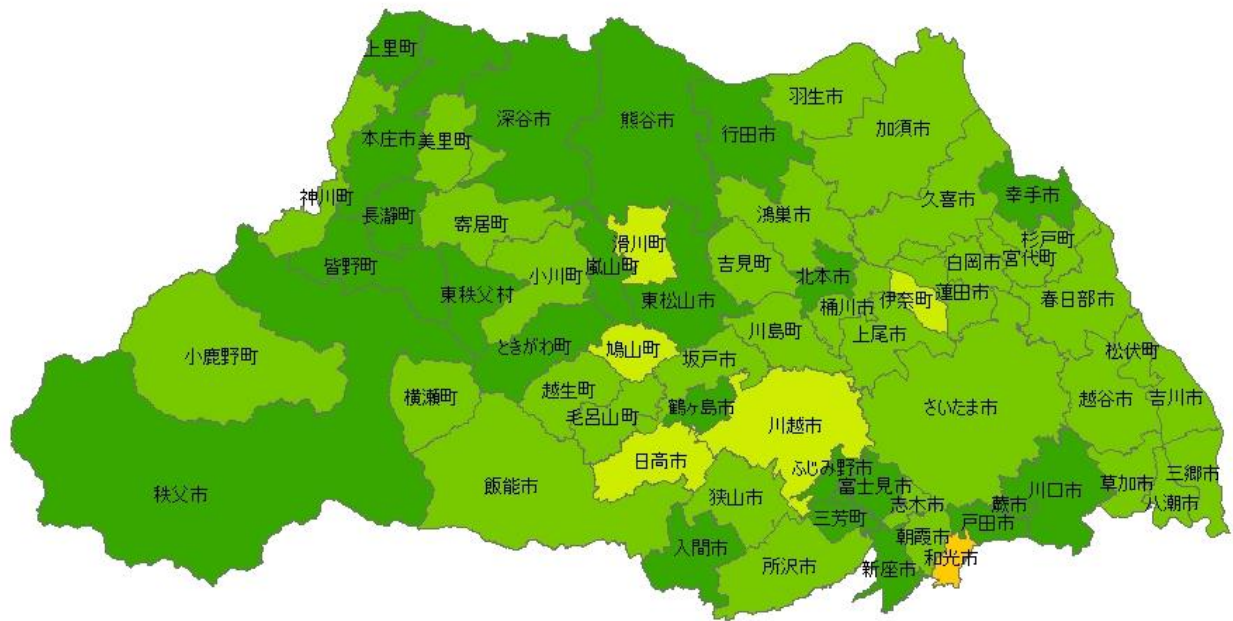 上里町
羽生市
深谷市
熊谷市
行田市
加須市
本庄市
美里町
神川町
長瀞町
久喜市
幸手市
寄居町
滑川町
鴻巣市
杉戸町
皆野町
嵐山町
吉見町
白岡市
宮代町
小川町
東秩父村
東松山市
北本市
桶川市
伊奈町
蓮田市
春日部市
川島町
上尾市
ときがわ町
鳩山町
小鹿野町
坂戸市
松伏町
横瀬町
越生町
毛呂山町
鶴ヶ島市
さいたま市
越谷市
吉川市
川越市
日高市
ふじみ野市
三郷市
秩父市
飯能市
狭山市
富士見市
川口市
草加市
志木市
蕨市
八潮市
三芳町
戸田市
朝霞市
入間市
所沢市
新座市
和光市